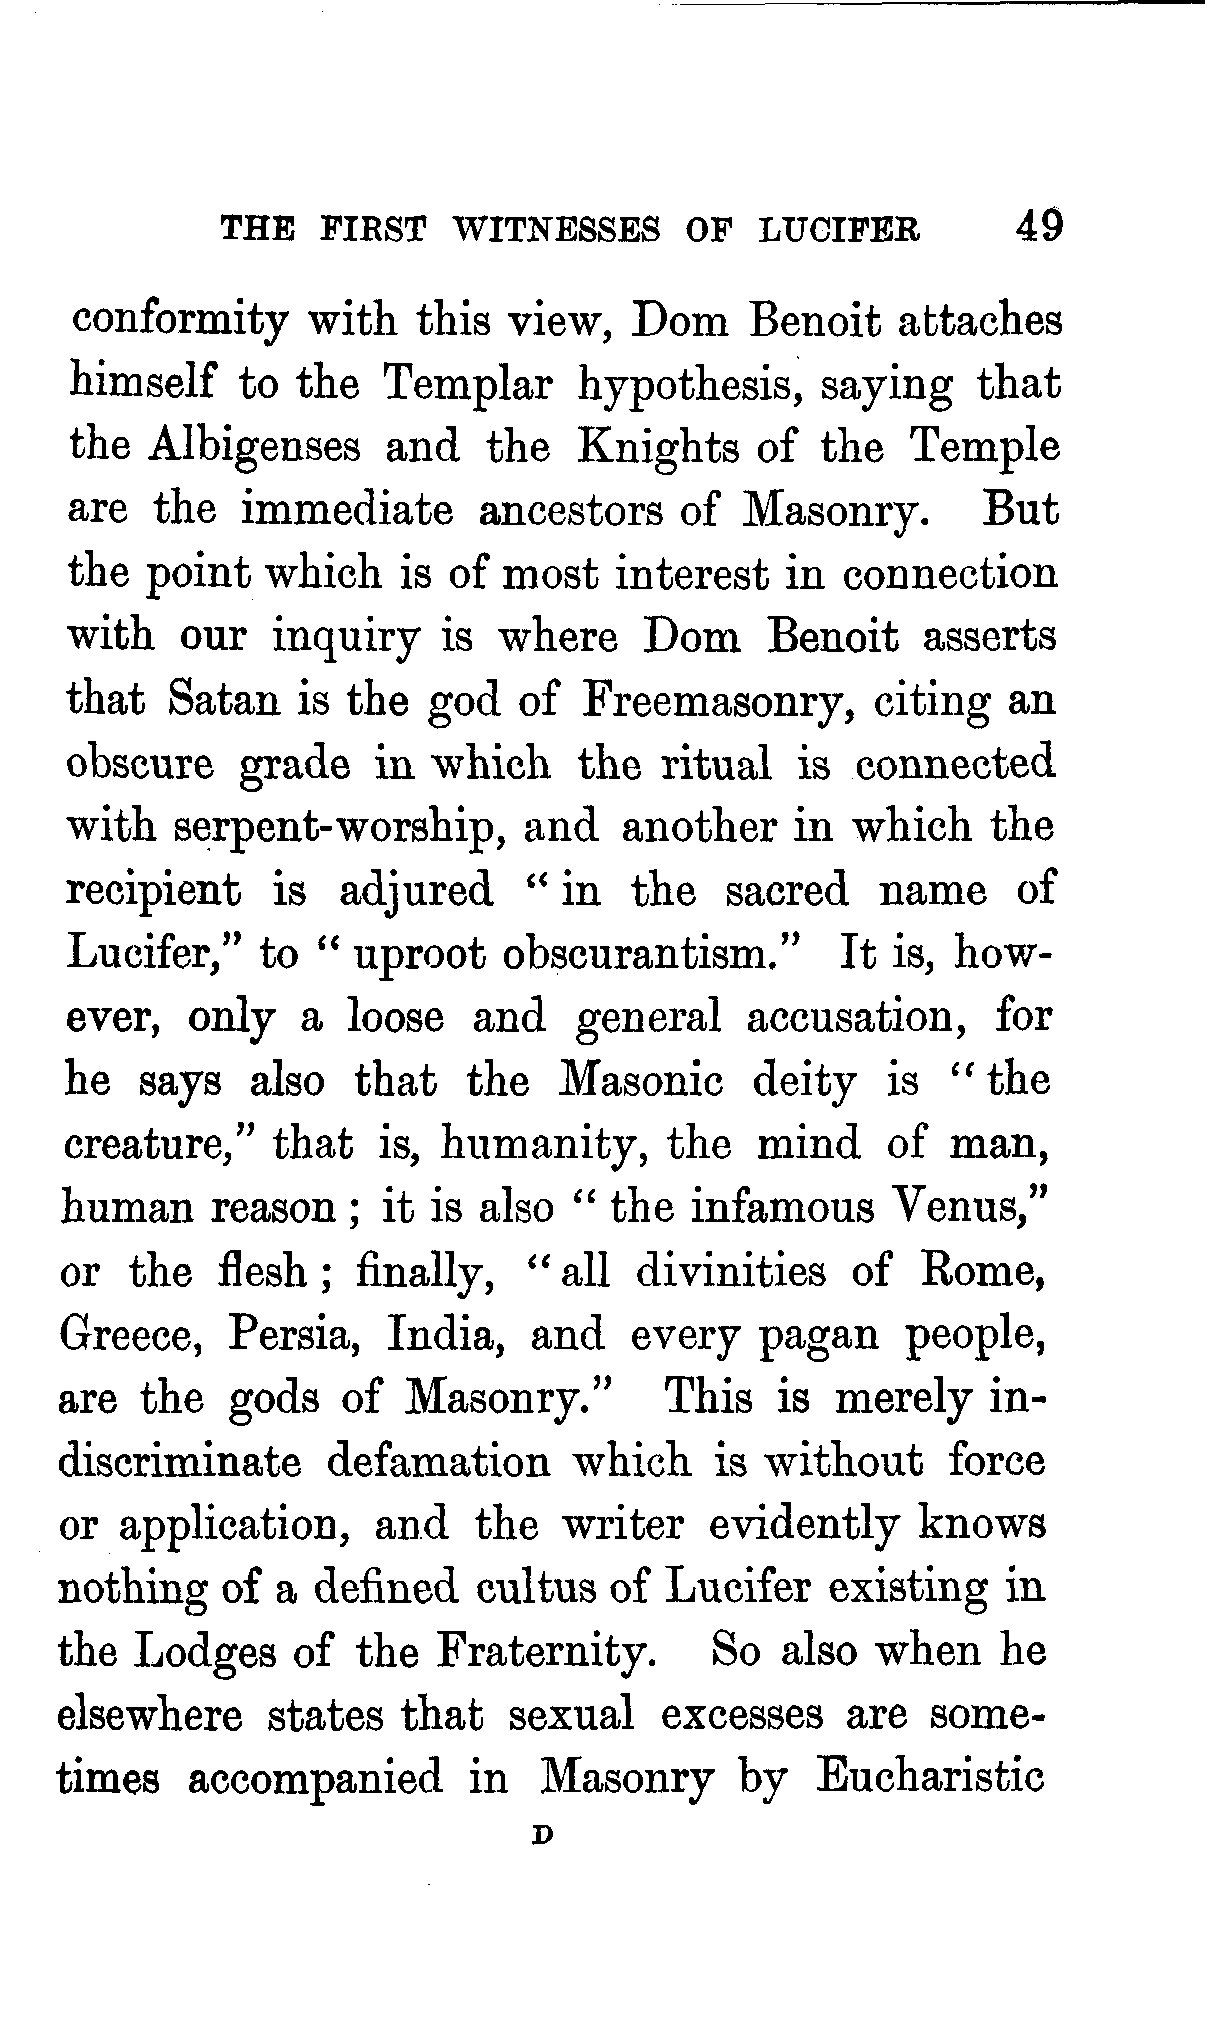 THE FIRST WITNESSES OF LUCIFER 49
conformity with this view, Dom Benoit attaches
himself to the Templar hypothesis, saying that
the Albigenses and the Knights of the Temple
are the immediate ancestors of Masonry. But
the point which is of most interest in connection
with our inquiry is where Dom Benoit asserts
that Satan is the god of Freemasonry, citing an
obscure grade in which the ritual is connected
with serpent-worship, and another in which the
recipient is adjured “ in the sacred name of
Lucifer,” to “ uproot obscurantism.” It is, how-
ever, only a loose and general accusation, for
he says also that the Masonic deity is “ the
creature,” that is, humanity, the mind of man,
human reason ; it is also “ the infamous Venus,”
or the flesh ; finally, “ all divinities of Rome,
Greece, Persia, India, and every pagan people,
are the gods of Masonry.” This is merely in-
discriminate defamation which is without force
or application, and the writer evidently knows
nothing of a defined cultus of Lucifer existing in
the Lodges of the Fraternity. So also when he
elsewhere states that sexual excesses are some-
times accompanied in Masonry by Eucharistic
D